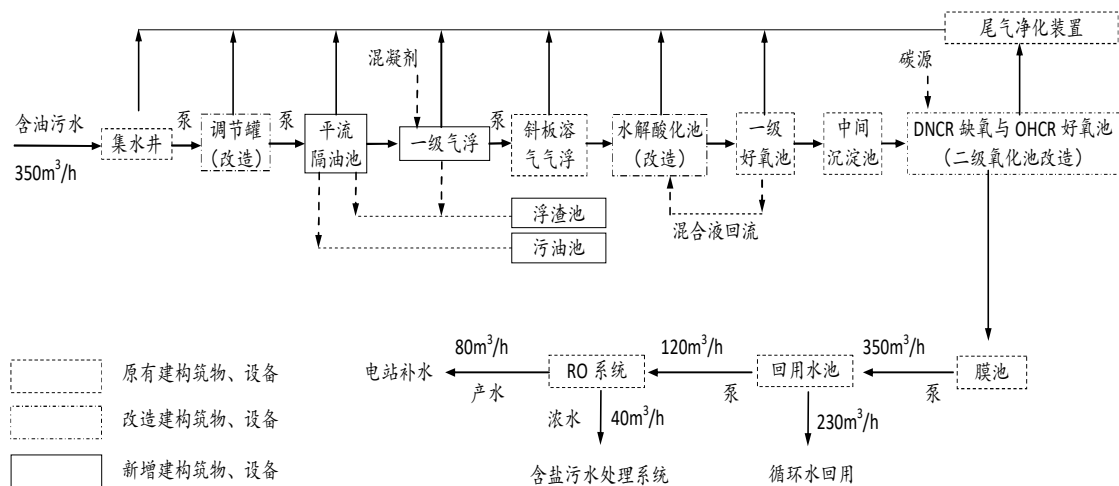 尾气净化装置
混凝剂
碳源
含油污水
350m³/h
集水井
泵
调节罐
（改造）
泵
平流
隔油池
一级气浮
泵
斜板溶
气气浮
水解酸化池
（改造）
一级
好氧池
中间
沉淀池
DNCR 缺氧与 OHCR 好氧池
（二级氧化池改造）
浮渣池
污油池
混合液回流
电站补水
80m³/h
产水
RO 系统
120m³/h
泵
回用水池
350m³/h
泵
膜池
浓水
40m³/h
230m³/h
含盐污水处理系统
循环水回用
原有建构筑物、设备
改造建构筑物、设备
新增建构筑物、设备